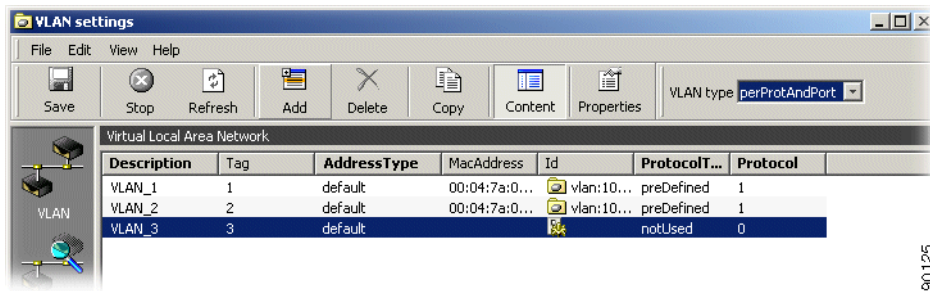 VLAN settings
File Edit View Help
Save Stop Refresh Add Delete Copy Content Properties VLAN type perProtAndPort
Virtual Local Area Network
Description Tag AddressType MacAddress Id ProtocolT... Protocol
VLAN_1 1 default 00:04:7a:0... vlan:10... preDefined 1
VLAN_2 2 default 00:04:7a:0... vlan:10... preDefined 1
VLAN_3 3 default notUsed 0
VLAN
90125